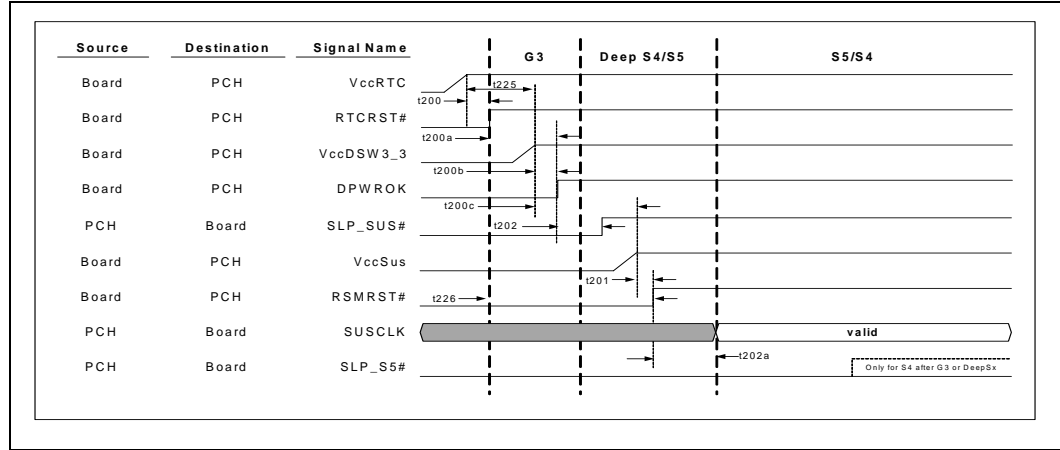 Source Destination Signal Name G3 Deep S4/S5 S5/S4
Board PCH VccRTC
t225
t200
Board PCH RTCRST#
t200a
Board PCH VccDSW3_3
t200b
Board PCH DPWROK
t200c
PCH Board SLP_SUS# t202
Board PCH VccSus
t201
Board PCH RSMRST# t226
PCH Board SUSCLK valid
t202a
PCH Board SLP_S5# Only for S4 after G3 or DeepSx